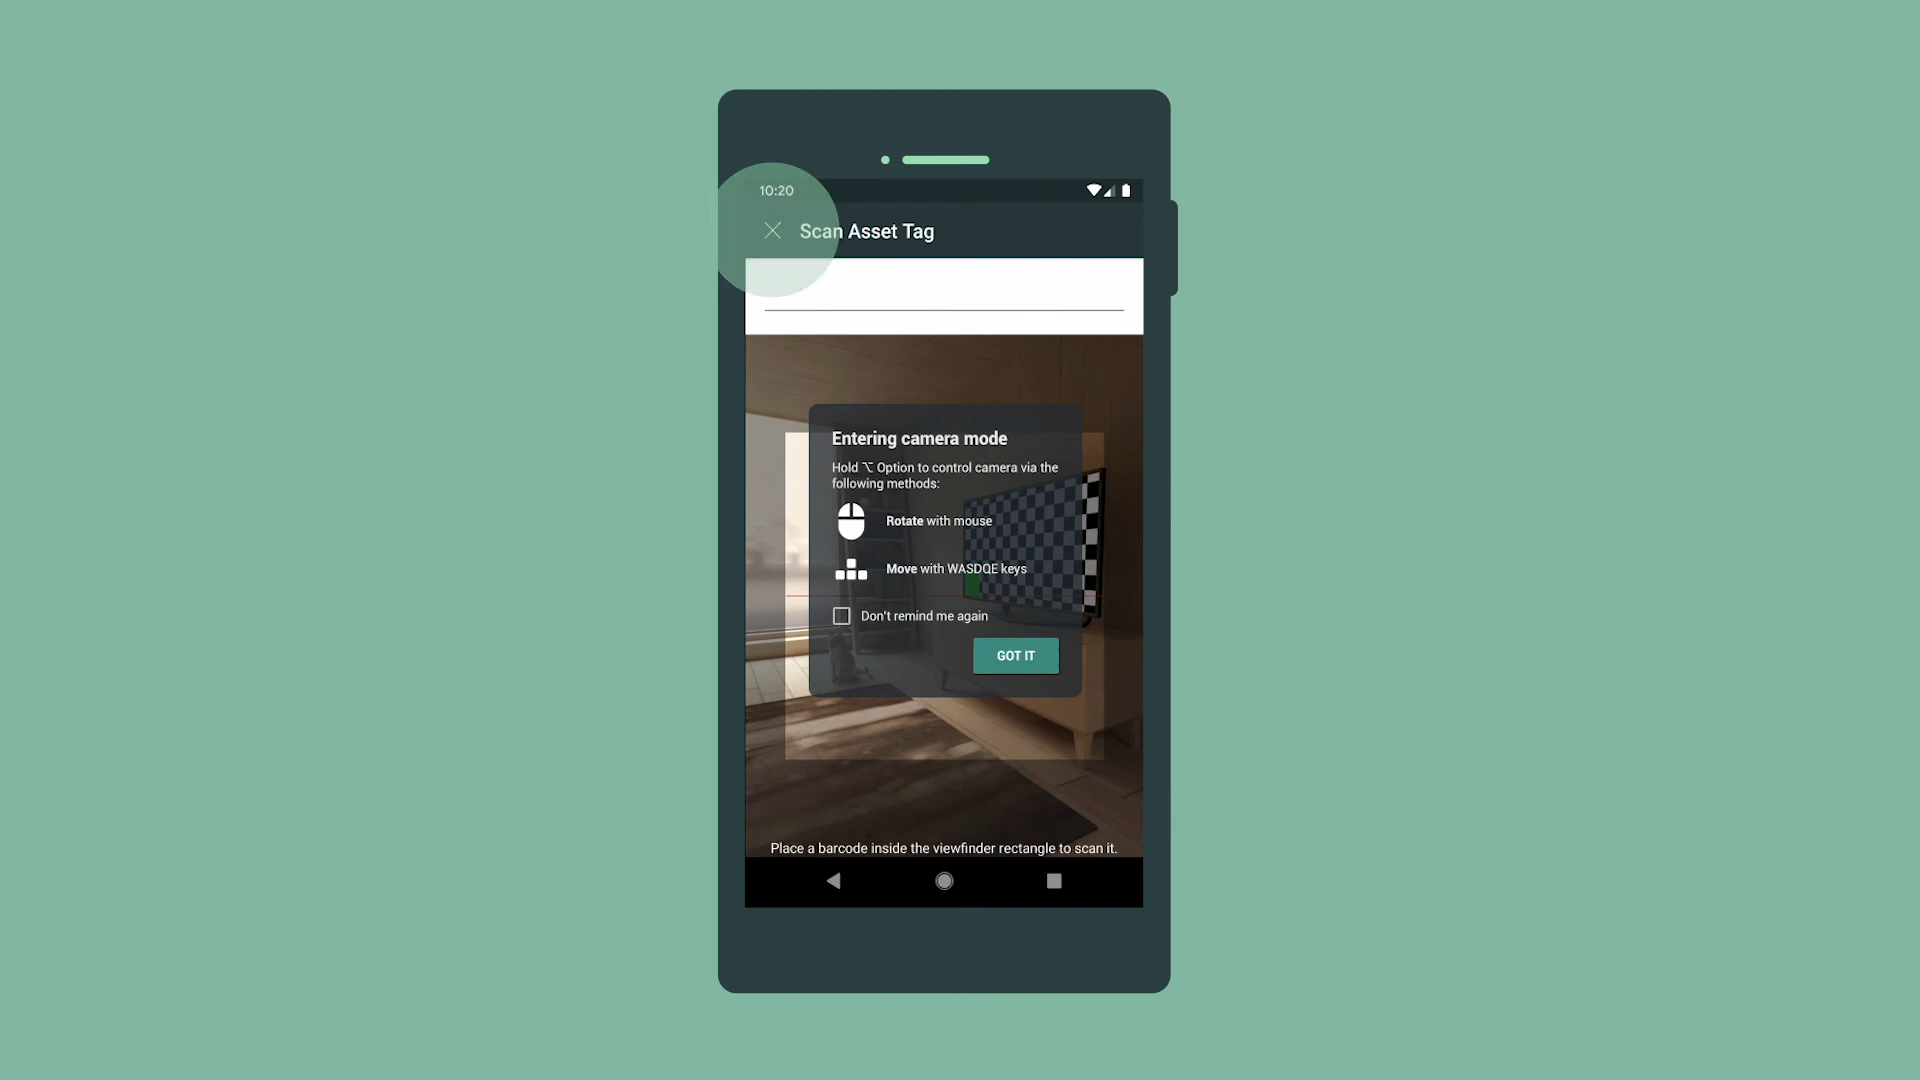 10:20
Scan Asset Tag
Entering camera mode
Hold ⌥ Option to control camera via the
following methods:
Rotate with mouse
Move with WASDQE keys
Don't remind me again
GOT IT
Place a barcode inside the viewfinder rectangle to scan it.